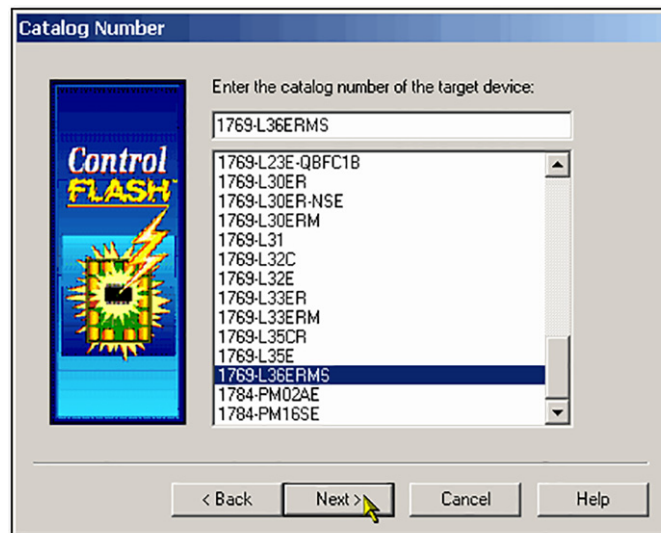 Catalog Number
Control
FLASH™
Enter the catalog number of the target device:
1769-L36ERMS
1769-L23E-QBFC1B
1769-L30ER
1769-L30ER-NSE
1769-L30ERM
1769-L31
1769-L32C
1769-L32E
1769-L33ER
1769-L33ERM
1769-L35CR
1769-L35E
1769-L36ERMS
1784-PM02AE
1784-PM16SE
< Back
Next >
Cancel
Help